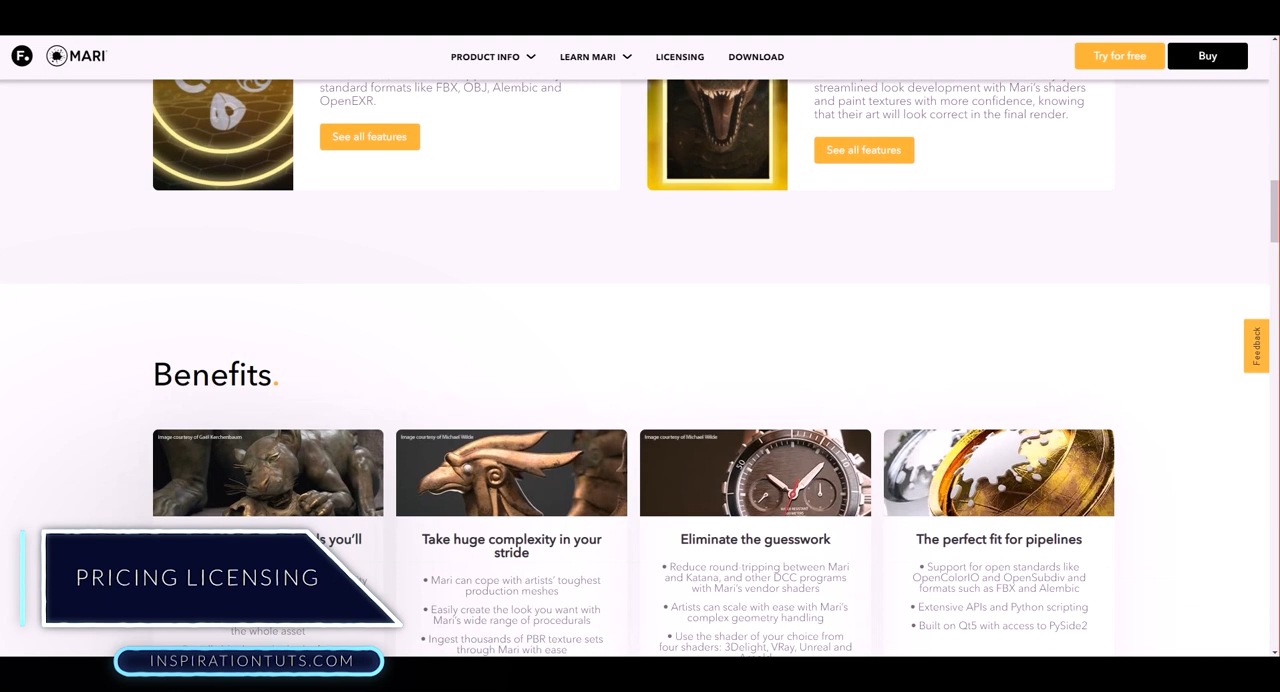 F. MARI PRODUCT INFO LEARN MARI LICENSING DOWNLOAD Try for free Buy
standard formats like FBX, OBJ, Alembic and
OpenEXR.
See all features
streamlined look development with Mari's shaders
and paint textures with more confidence, knowing
that their art will look correct in the final render.
See all features
Feedback
Benefits.
Image courtesy of Gaël Kerchenbaum
s you'll
the whole asset
Image courtesy of Michael Wilde
Take huge complexity in your
stride
• Mari can cope with artists' toughest
production meshes
• Easily create the look you want with
Mari's wide range of procedurals
• Ingest thousands of PBR texture sets
through Mari with ease
Image courtesy of Michael Wilde
50
10
Eliminate the guesswork
• Reduce round-tripping between Mari
and Katana, and other DCC programs
with Mari's vendor shaders
• Artists can scale with ease with Mari's
complex geometry handling
• Use the shader of your choice from
four shaders: 3Delight, VRay, Unreal and
The perfect fit for pipelines
• Support for open standards like
OpenColorIO and OpenSubdiv and
formats such as FBX and Alembic
• Extensive APIs and Python scripting
• Built on Qt5 with access to PySide2
PRICING LICENSING
INSPIRATIONTUTS.COM